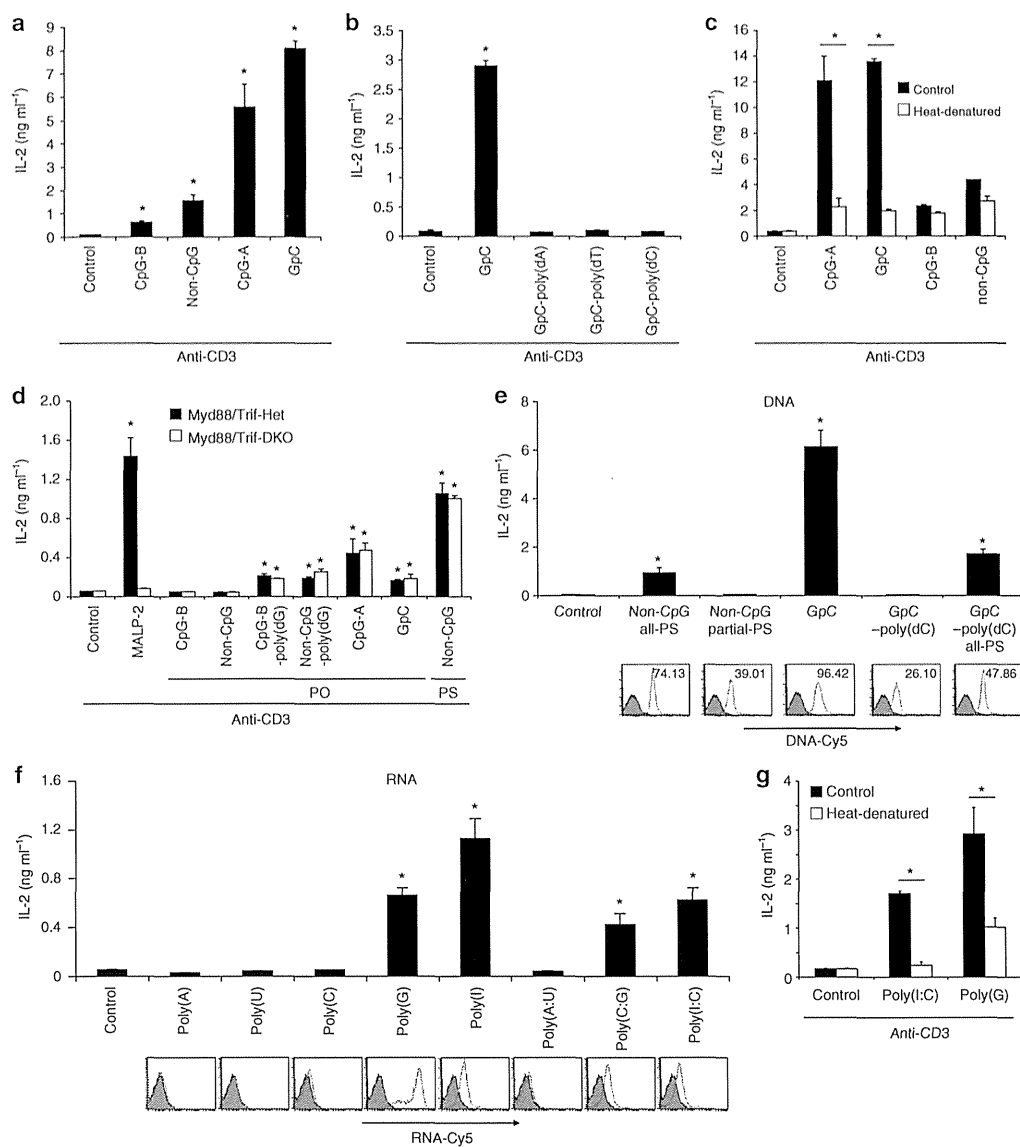 a
IL-2 (ng ml⁻¹)
9
8
7
6
5
4
3
2
1
0
*
*
*
*
Control
CpG-B
Non-CpG
CpG-A
GpC
Anti-CD3
b
IL-2 (ng ml⁻¹)
3.5
3
2.5
2
1.5
1
0.5
0
*
Control
GpC
GpC-poly(dA)
GpC-poly(dT)
GpC-poly(dC)
Anti-CD3
c
IL-2 (ng ml⁻¹)
16
14
12
10
8
6
4
2
0
*
*
Control
Heat-denatured
Control
CpG-A
GpC
CpG-B
non-CpG
Anti-CD3
d
IL-2 (ng ml⁻¹)
2.0
1.6
1.2
0.8
0.4
0
Myd88/Trif-Het
Myd88/Trif-DKO
*
* *
* *
* *
* *
* *
Control
MALP-2
CpG-B
Non-CpG
CpG-B
-poly(dG)
Non-CpG
-poly(dG)
CpG-A
GpC
Non-CpG
PO
PS
Anti-CD3
e
DNA
IL-2 (ng ml⁻¹)
8
6
4
2
0
*
*
*
Control
Non-CpG
all-PS
Non-CpG
partial-PS
GpC
GpC
-poly(dC)
GpC
-poly(dC)
all-PS
74.13
39.01
96.42
26.10
47.86
DNA-Cy5
f
RNA
IL-2 (ng ml⁻¹)
1.6
1.2
0.8
0.4
0
*
*
*
*
Control
Poly(A)
Poly(U)
Poly(C)
Poly(G)
Poly(I)
Poly(A:U)
Poly(C:G)
Poly(I:C)
RNA-Cy5
g
Control
Heat-denatured
IL-2 (ng ml⁻¹)
4
3
2
1
0
*
*
Control
Poly(I:C)
Poly(G)
Anti-CD3